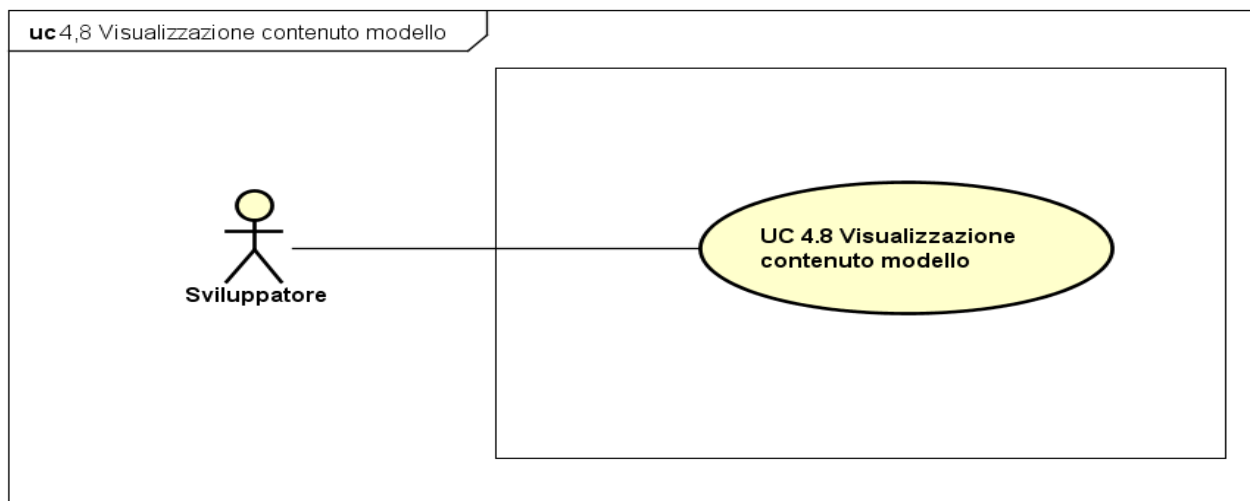 uc 4,8 Visualizzazione contenuto modello
UC 4.8 Visualizzazione
contenuto modello
Sviluppatore